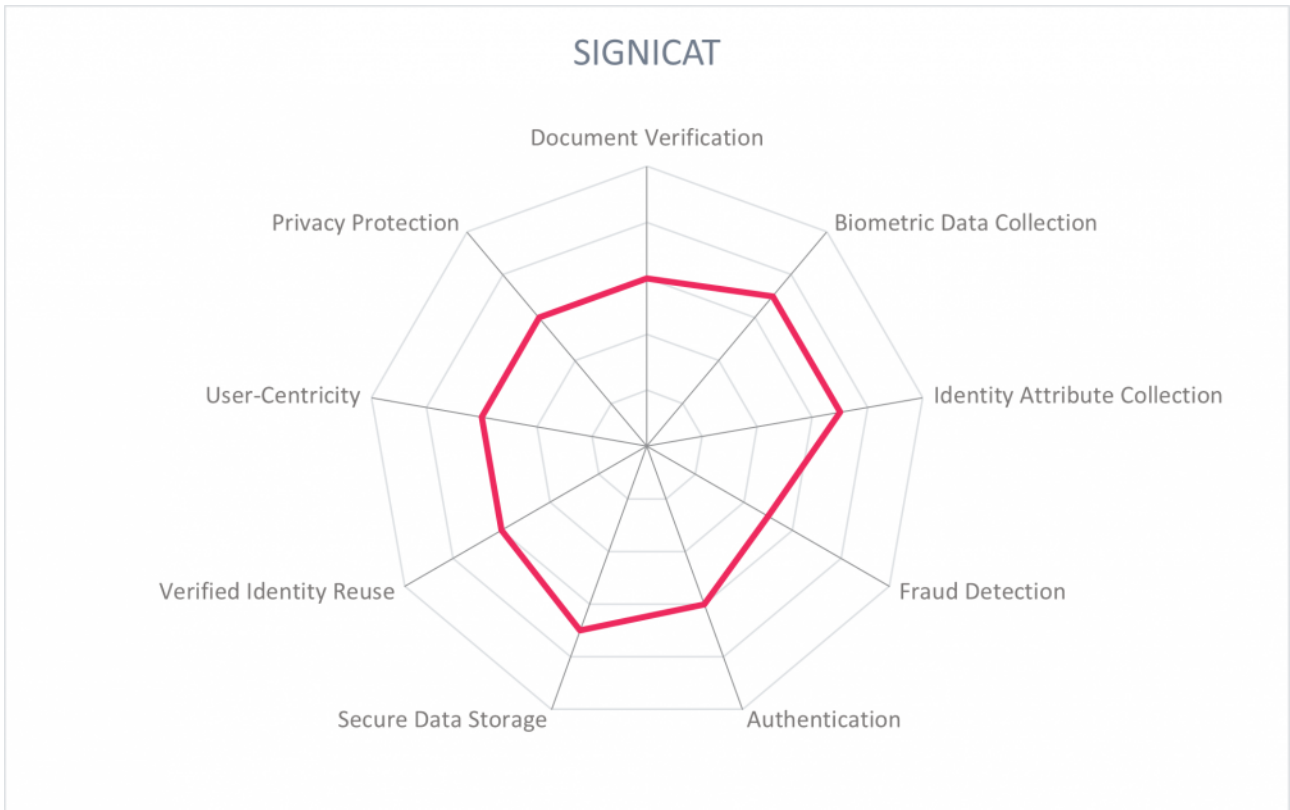 SIGNICAT
Document Verification
Privacy Protection
Biometric Data Collection
User-Centricity
Identity Attribute Collection
Verified Identity Reuse
Fraud Detection
Secure Data Storage
Authentication